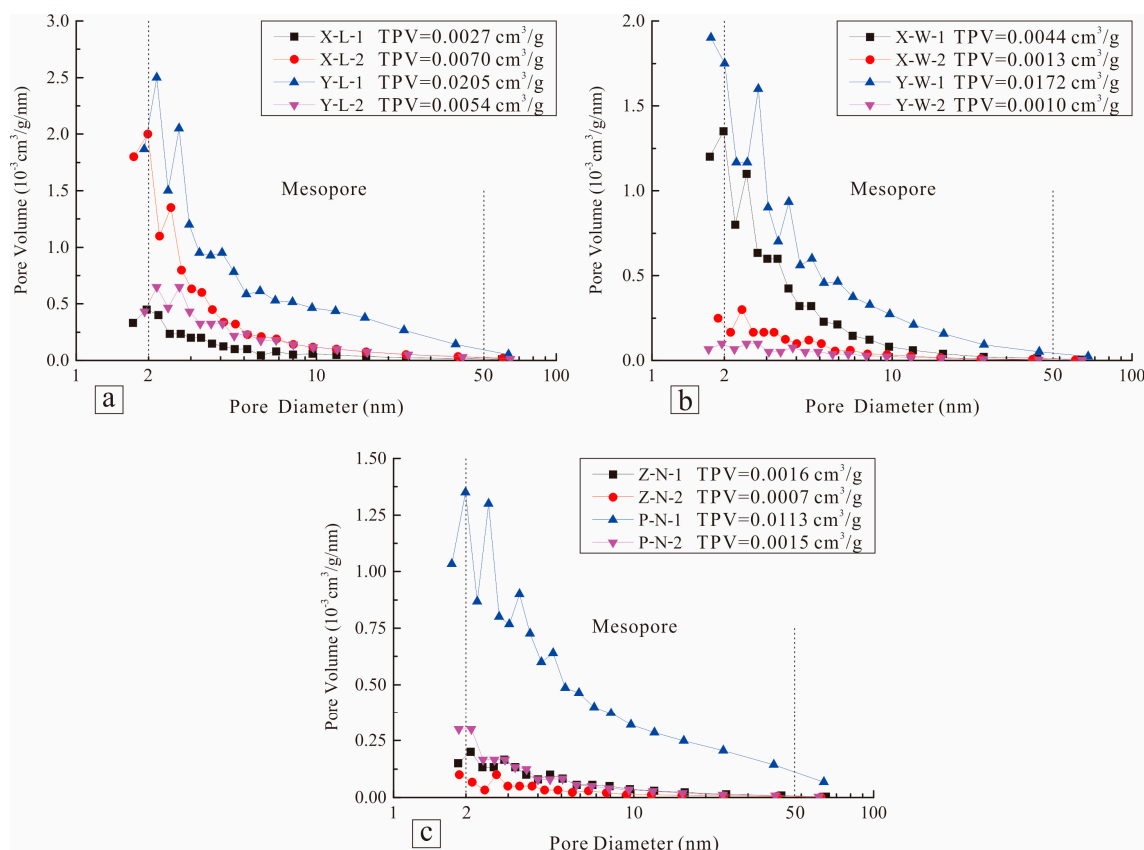 3.0
2.5
2.0
1.5
1.0
0.5
0.0
Pore Volume (10⁻³cm³/g/nm)
X-L-1 TPV=0.0027 cm³/g
X-L-2 TPV=0.0070 cm³/g
Y-L-1 TPV=0.0205 cm³/g
Y-L-2 TPV=0.0054 cm³/g
Mesopore
1 2 10 50 100
a
Pore Diameter (nm)
2.0
1.5
1.0
0.5
0.0
Pore Volume (10⁻³cm³/g/nm)
X-W-1 TPV=0.0044 cm³/g
X-W-2 TPV=0.0013 cm³/g
Y-W-1 TPV=0.0172 cm³/g
Y-W-2 TPV=0.0010 cm³/g
Mesopore
1 2 10 50 100
b
Pore Diameter (nm)
1.50
1.25
1.00
0.75
0.50
0.25
0.00
Pore Volume (10⁻³cm³/g/nm)
Z-N-1 TPV=0.0016 cm³/g
Z-N-2 TPV=0.0007 cm³/g
P-N-1 TPV=0.0113 cm³/g
P-N-2 TPV=0.0015 cm³/g
Mesopore
1 2 10 50 100
c
Pore Diameter (nm)